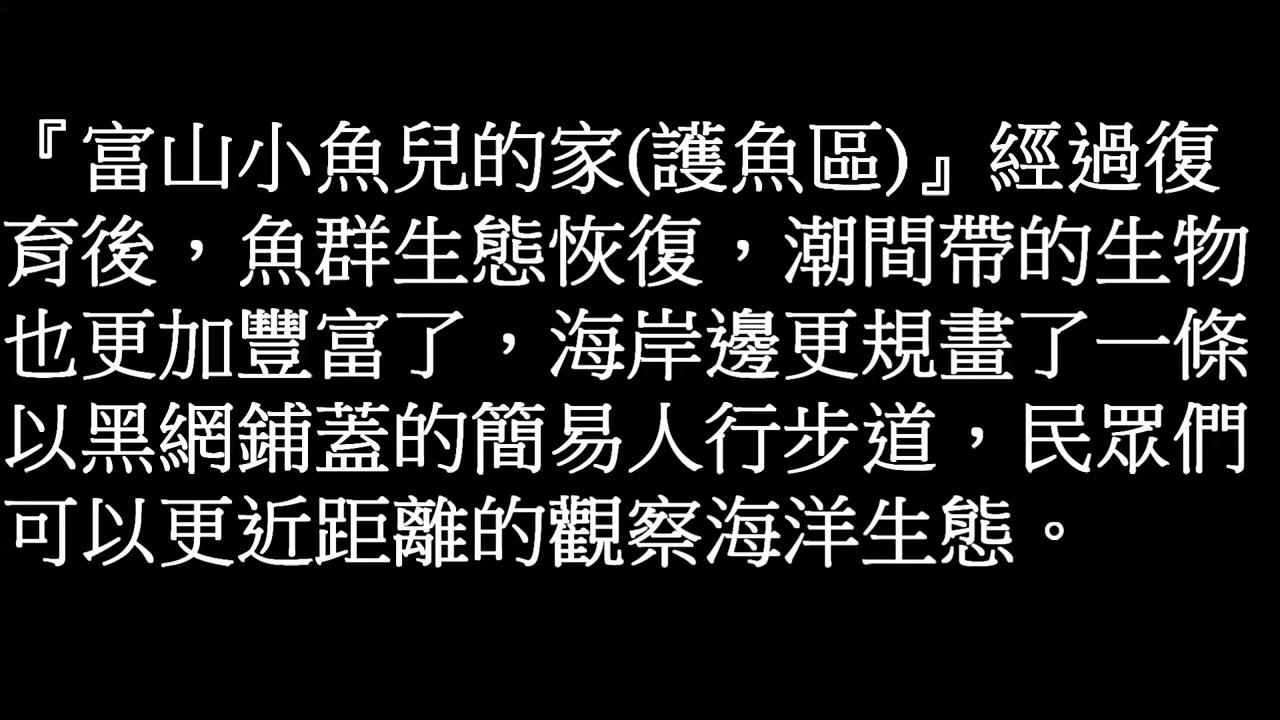 『富山小魚兒的家(護魚區)』經過復
育後，魚群生態恢復，潮間帶的生物
也更加豐富了，海岸邊更規畫了一條
以黑網鋪蓋的簡易人行步道，民眾們
可以更近距離的觀察海洋生態。